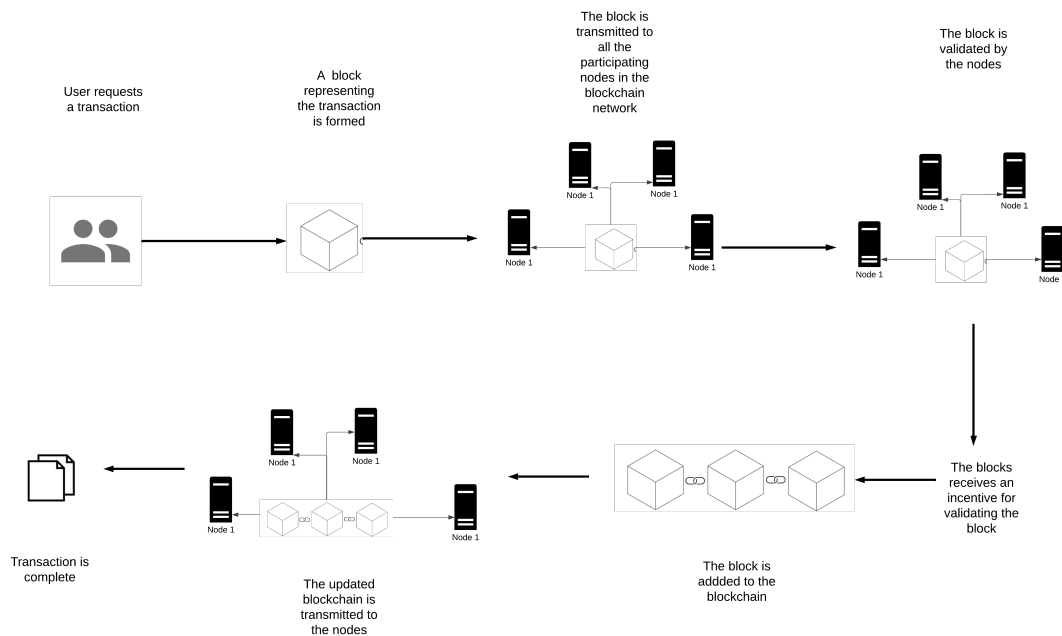 User requests
a transaction
A block
representing
the transaction
is formed
The block is
transmitted to
all the
participating
nodes in the
blockchain
network
Node 1
Node 1
Node 1
Node 1
The block is
validated by
the nodes
Node 1
Node 1
Node 1
Node
The blocks
receives an
incentive for
validating the
block
The block is
addded to the
blockchain
Node 1
Node 1
Node 1
Node 1
The updated
blockchain is
transmitted to
the nodes
Transaction is
complete